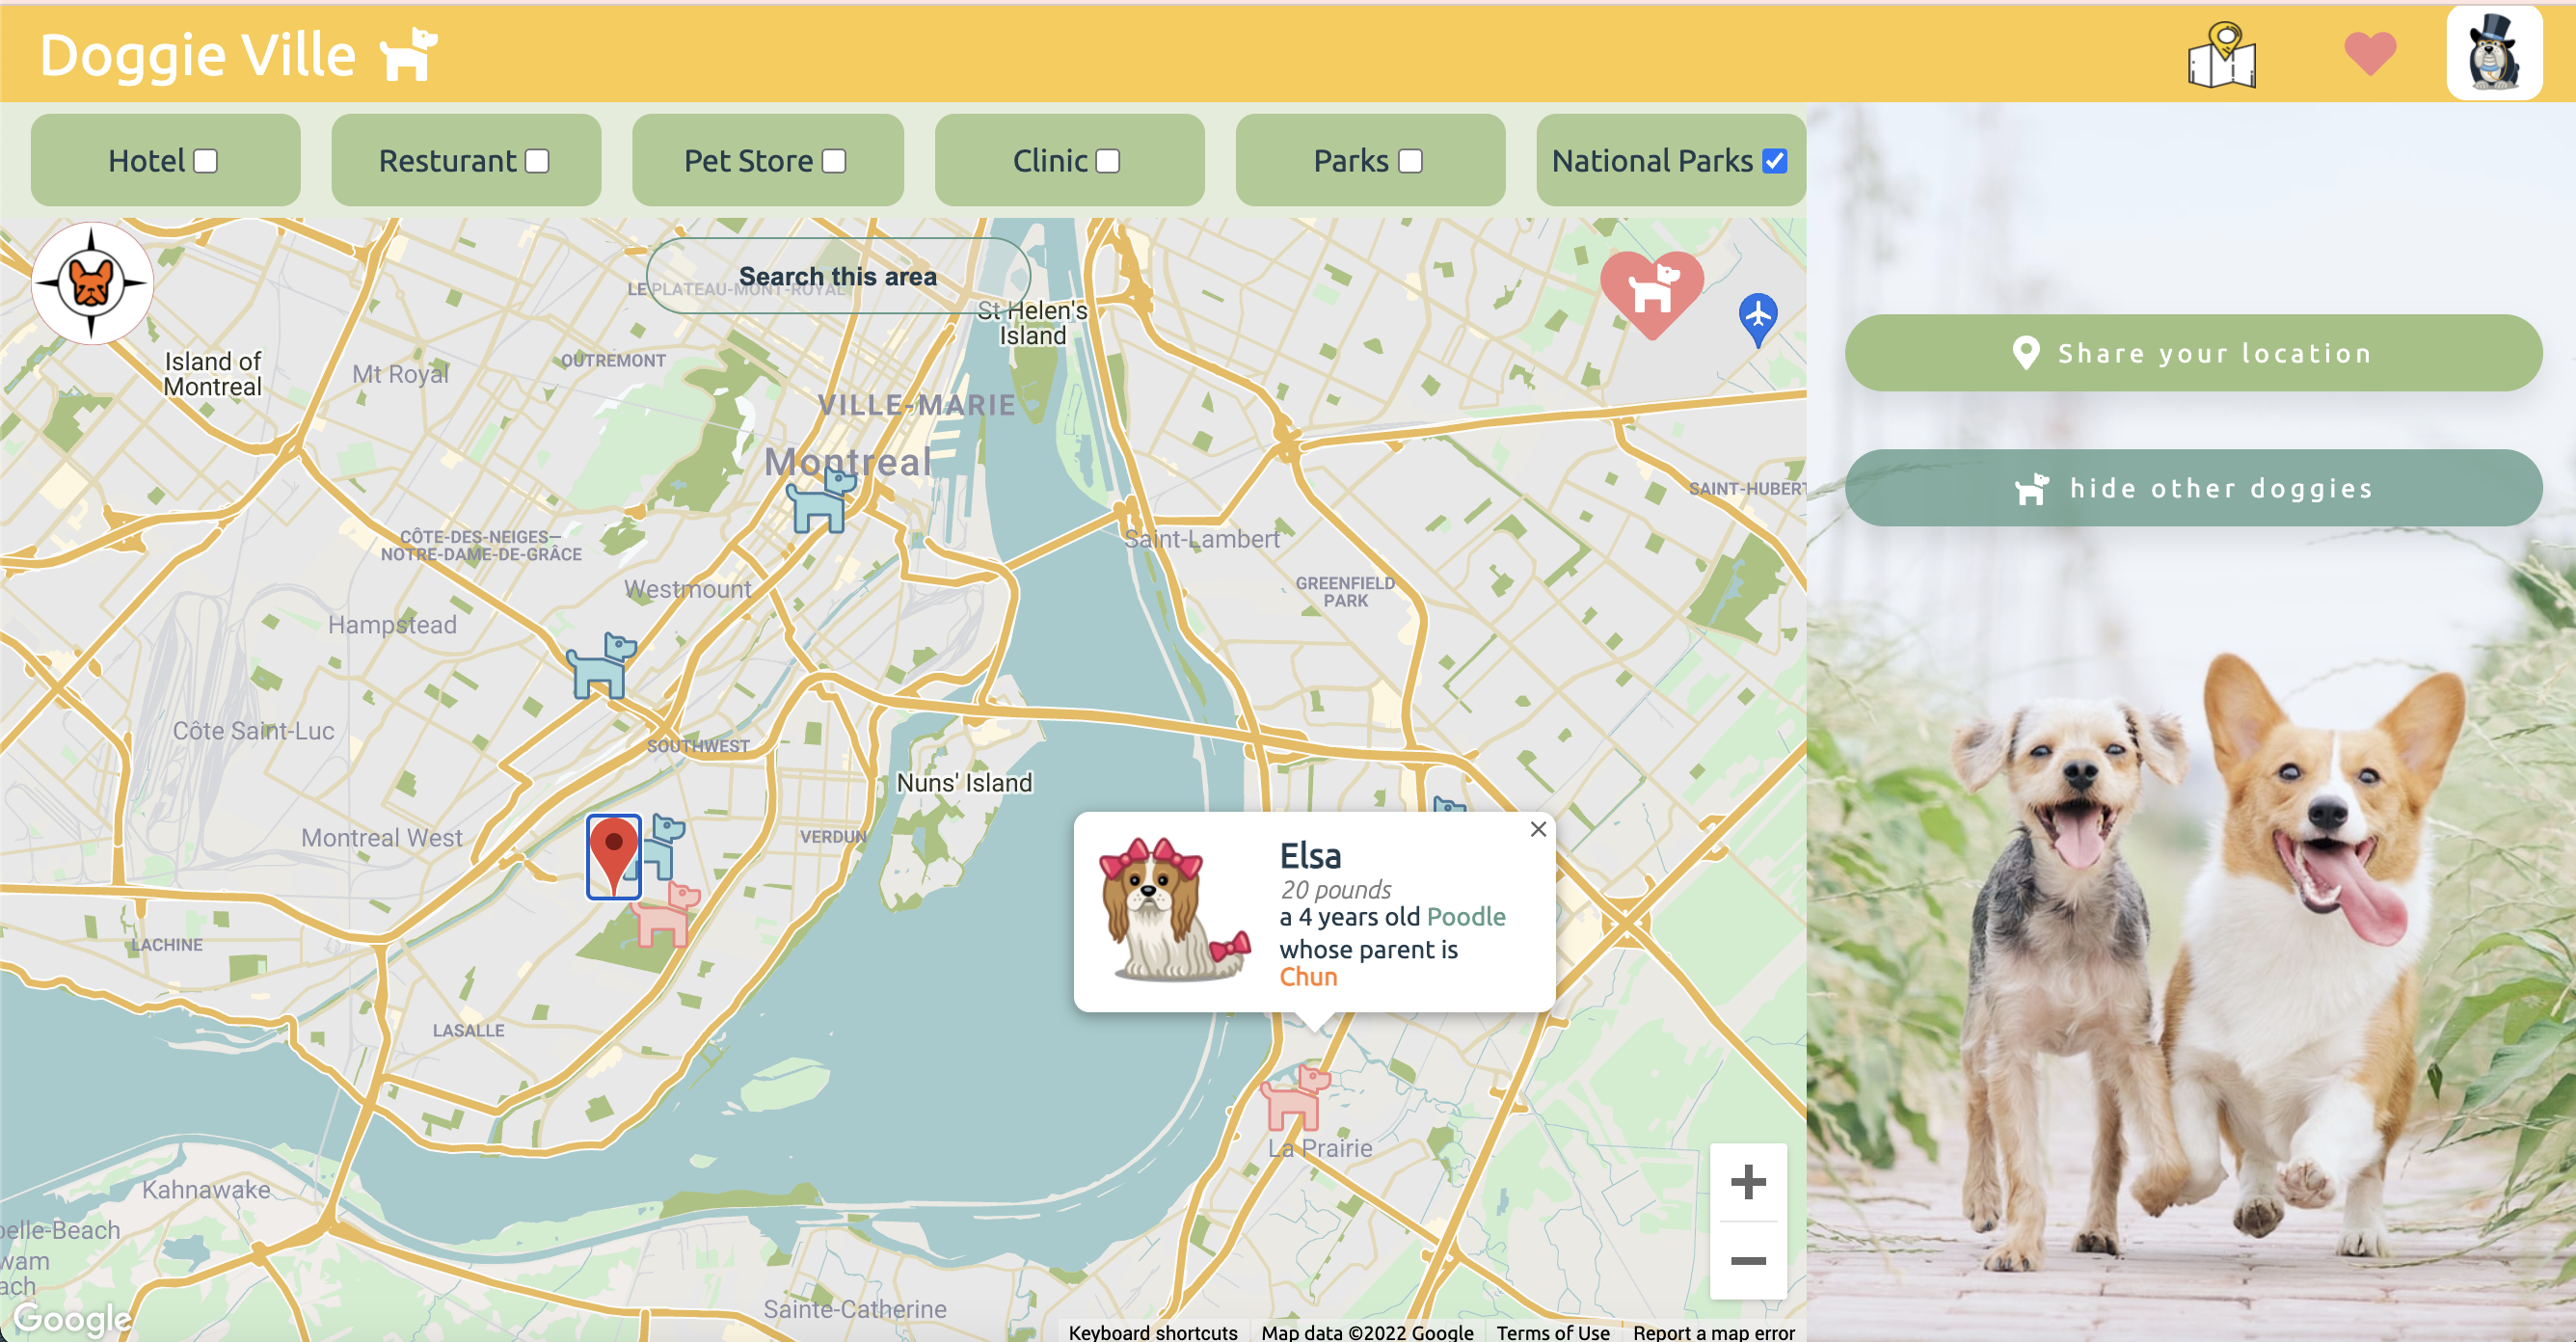 Doggie Ville
Hotel
Resturant
Pet Store
Clinic
Parks
National Parks
Search this area
LE PLATEAU-MONT-ROYAL
St Helen's
Island
Island of
Montreal
Mt Royal
OUTREMONT
VILLE-MARIE
Montreal
SAINT-HUBERT
CÔTE-DES-NEIGES—
NOTRE-DAME-DE-GRÂCE
Saint-Lambert
Westmount
GREENFIELD
PARK
Hampstead
Côte Saint-Luc
SOUTHWEST
Nuns' Island
Montreal West
VERDUN
Elsa
20 pounds
a 4 years old Poodle
whose parent is
Chun
LACHINE
LASALLE
La Prairie
Kahnawake
elle-Beach
wam
ach
Sainte-Catherine
Google
Keyboard shortcuts Map data ©2022 Google Terms of Use Report a map error
Share your location
hide other doggies